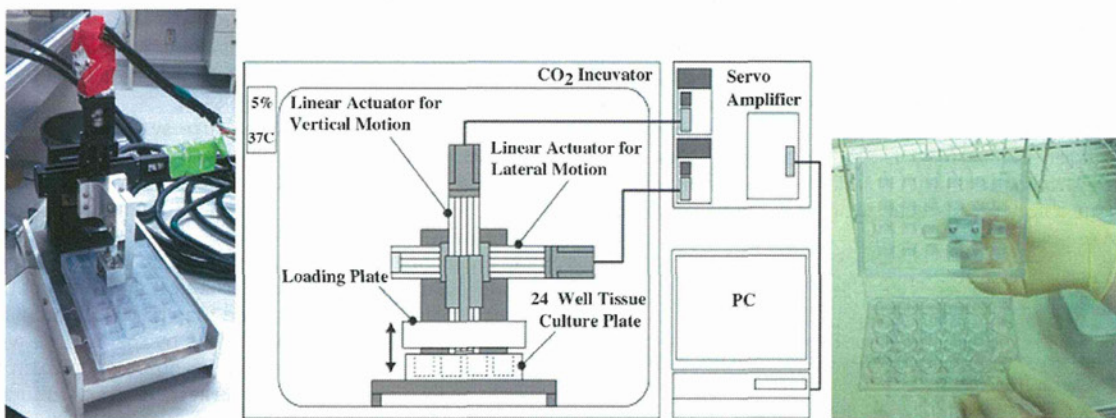 CO2 Incuvator
5%
37C
Linear Actuator for
Vertical Motion
Linear Actuator for
Lateral Motion
Loading Plate
24 Well Tissue
Culture Plate
Servo
Amplifier
PC